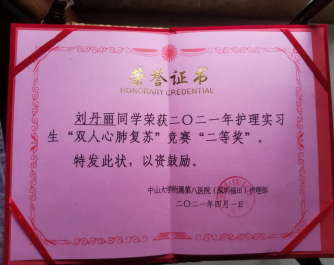 荣誉证书
HONORARY CREDENTIAL
刘丹丽同学荣获二〇二一年护理实习
生“双人心肺复苏”竞赛“二等奖”。
特发此状，以资鼓励。
中山大学附属第八医院（深圳福田）护理部
二〇二一年四月一日